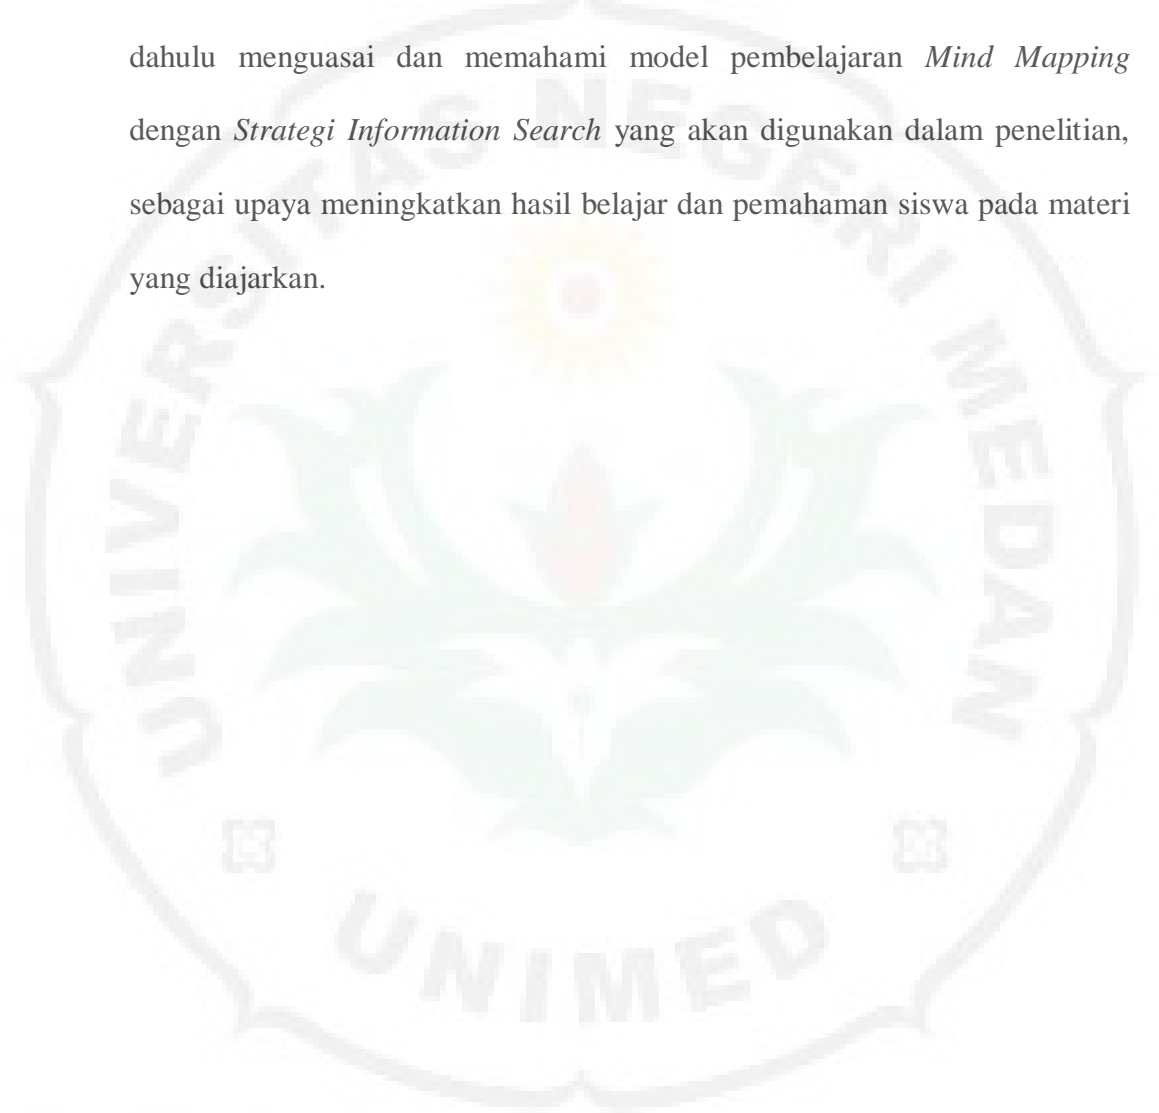 dahulu menguasai dan memahami model pembelajaran Mind Mapping
dengan Strategi Information Search yang akan digunakan dalam penelitian,
sebagai upaya meningkatkan hasil belajar dan pemahaman siswa pada materi
yang diajarkan.
UNIVERSITAS NEGERI MEDAN
UNIMED